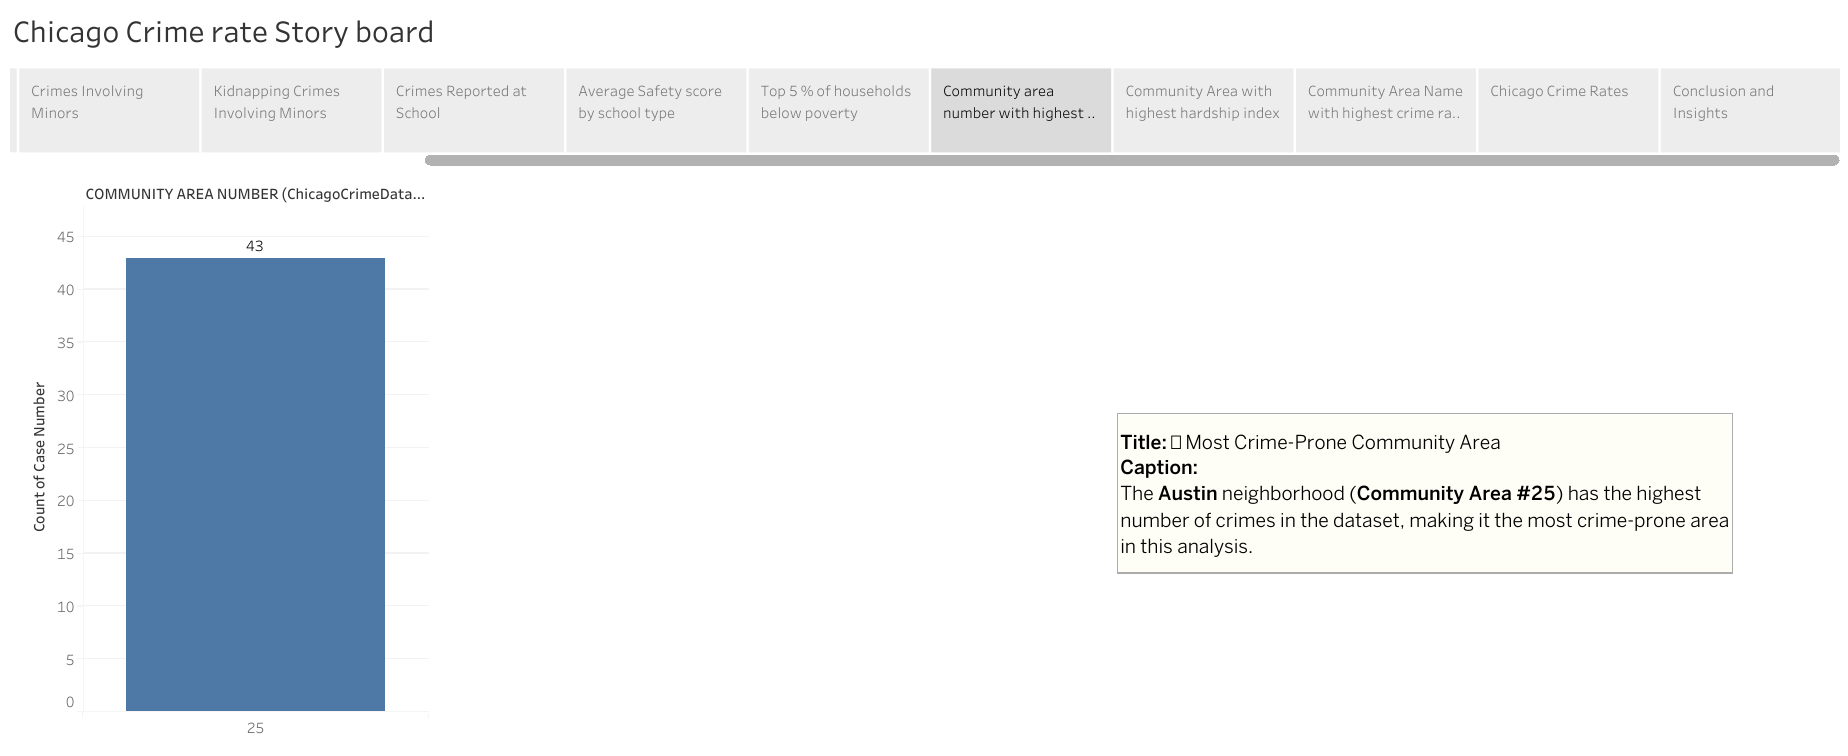 Chicago Crime rate Story board
Crimes Involving
Minors
Kidnapping Crimes
Involving Minors
Crimes Reported at
School
Average Safety score
by school type
Top 5 % of households
below poverty
Community area
number with highest ..
Community Area with
highest hardship index
Community Area Name
with highest crime ra..
Chicago Crime Rates
Conclusion and
Insights
COMMUNITY AREA NUMBER (ChicagoCrimeData...
45
43
40
35
30
25
20
15
10
5
0
Count of Case Number
25
Title: Most Crime-Prone Community Area
Caption:
The Austin neighborhood (Community Area #25) has the highest
number of crimes in the dataset, making it the most crime-prone area
in this analysis.